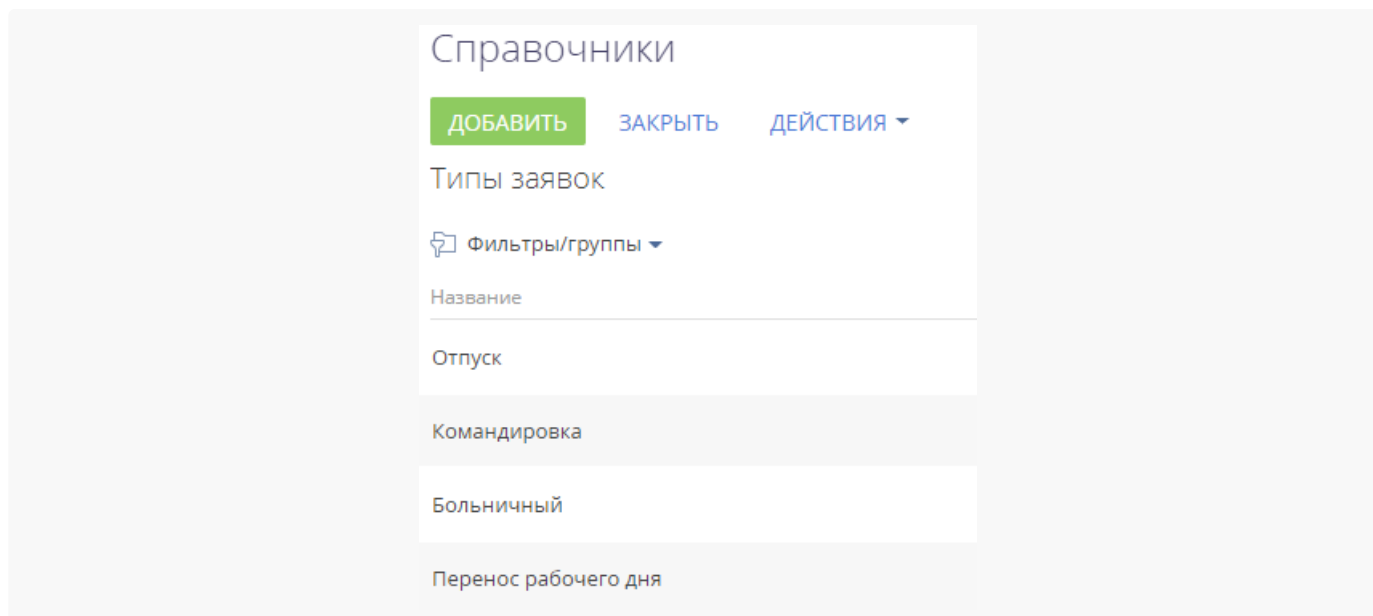 Справочники
ДОБАВИТЬ ЗАКРЫТЬ ДЕЙСТВИЯ
Типы заявок
Фильтры/группы
Название
Отпуск
Командировка
Больничный
Перенос рабочего дня